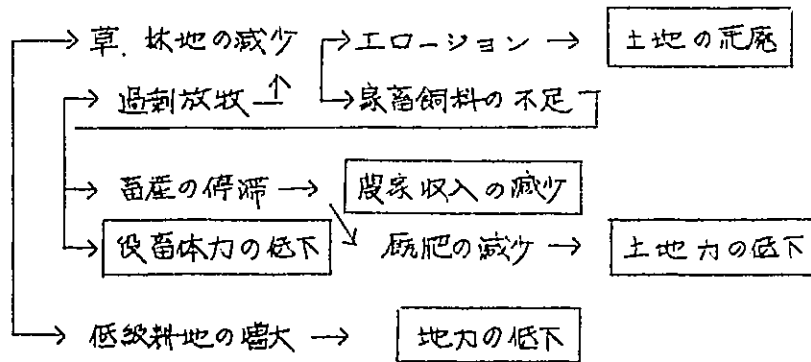 草.林地の減少 エロージョン 土地の荒廃
過剰放牧 家畜飼料の不足
畜産の停滞 農家収入の減少
役畜体力の低下 厩肥の減少 土地力の低下
低級耕地の増大 地力の低下